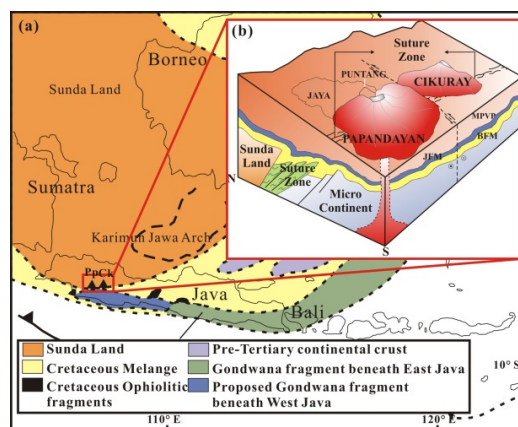 (a)
Borneo
Sunda Land
Sumatra
Karimun Jawa Arch
PpCk
Java
Bali
(b)
Suture
Zone
PUNTANG
JAYA
CIKURAY
PAPANDAYAN
MPVP
BFM
JFM
Sunda
Land
Suture
Zone
Micro
Continent
N
S
Sunda Land
Cretaceous Melange
Cretaceous Ophiolitic
fragments
Pre-Tertiary continental crust
Gondwana fragment beneath East Java
Proposed Gondwana fragment
beneath West Java
10° S
110° E
120° E